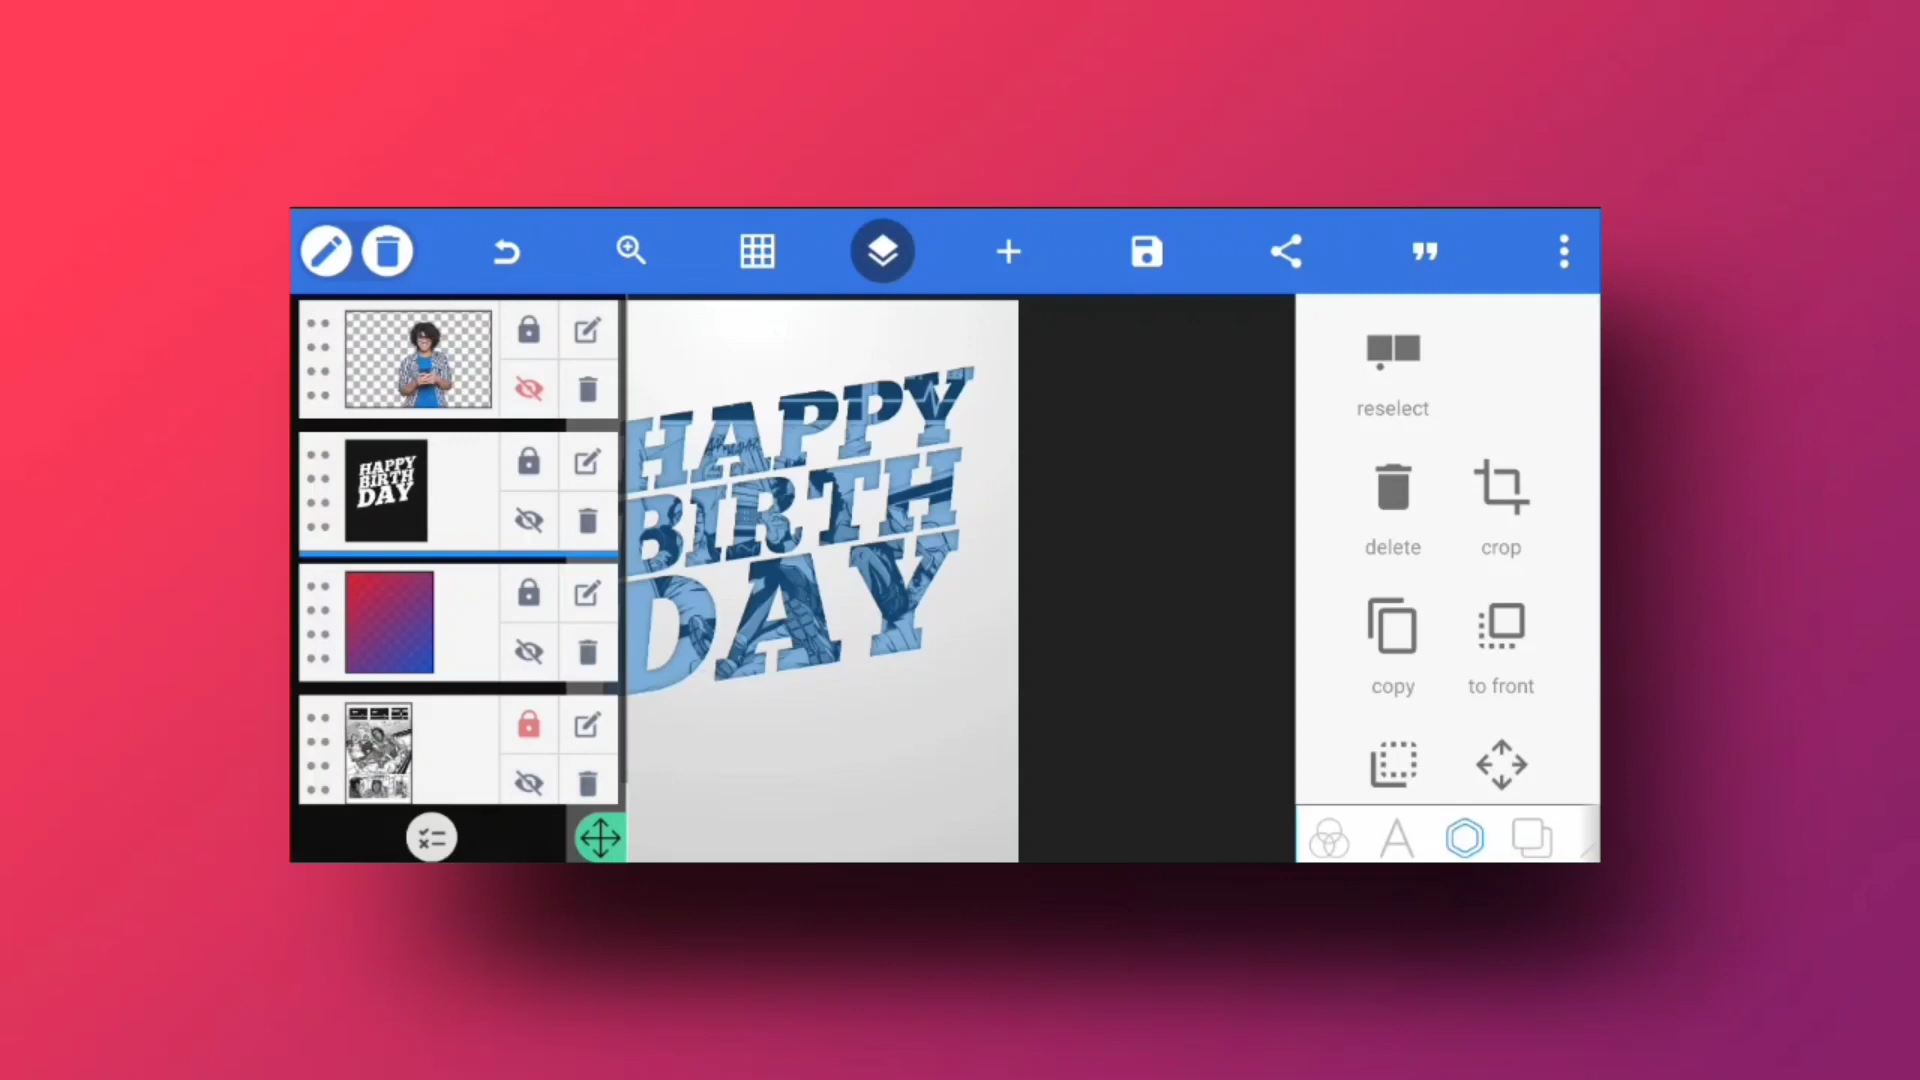 HAPPY
BIRTH
DAY
HAPPY
BIRTH
DAY
reselect
delete
crop
copy
to front